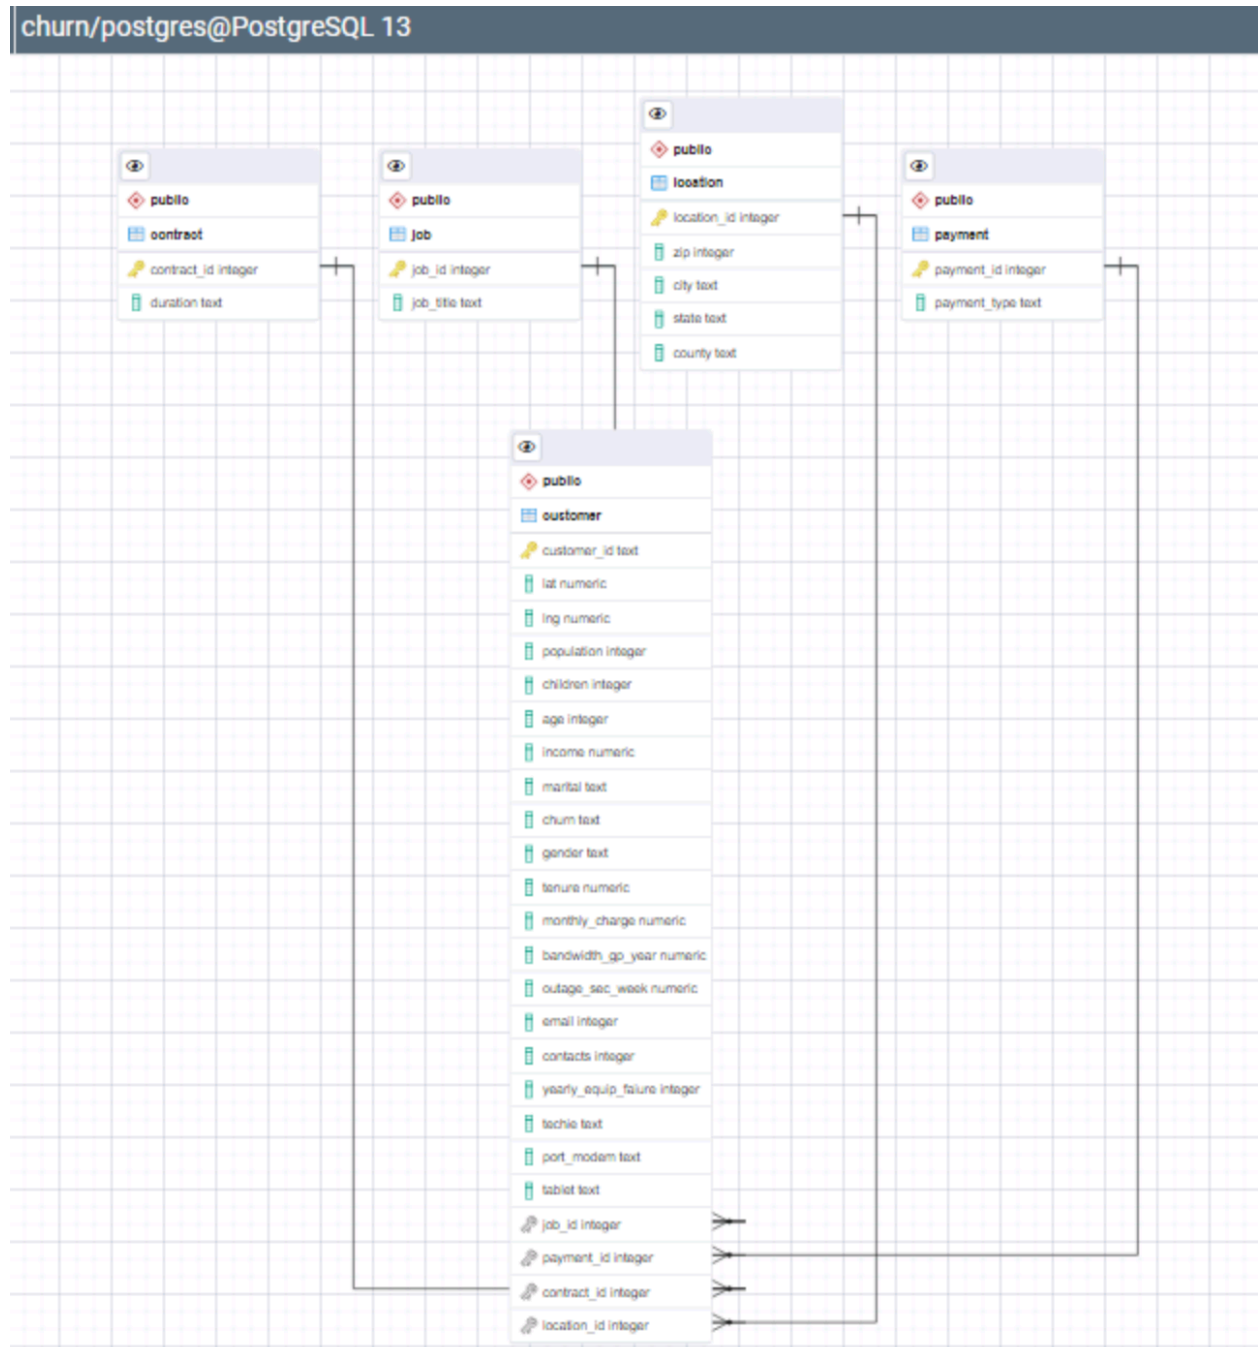 churn/postgres@PostgreSQL 13
public
contract
contract_id integer
duration text
public
job
job_id integer
job_title text
public
location
location_id integer
zip integer
city text
state text
county text
public
payment
payment_id integer
payment_type text
public
customer
customer_id text
lat numeric
lng numeric
population integer
children integer
age integer
income numeric
marital text
churn text
gender text
tenure numeric
monthly_charge numeric
bandwidth_gp_year numeric
outage_sec_week numeric
email integer
contacts integer
yearly_equip_faiure integer
techie text
port_modem text
tablet text
job_id integer
payment_id integer
contract_id integer
location_id integer